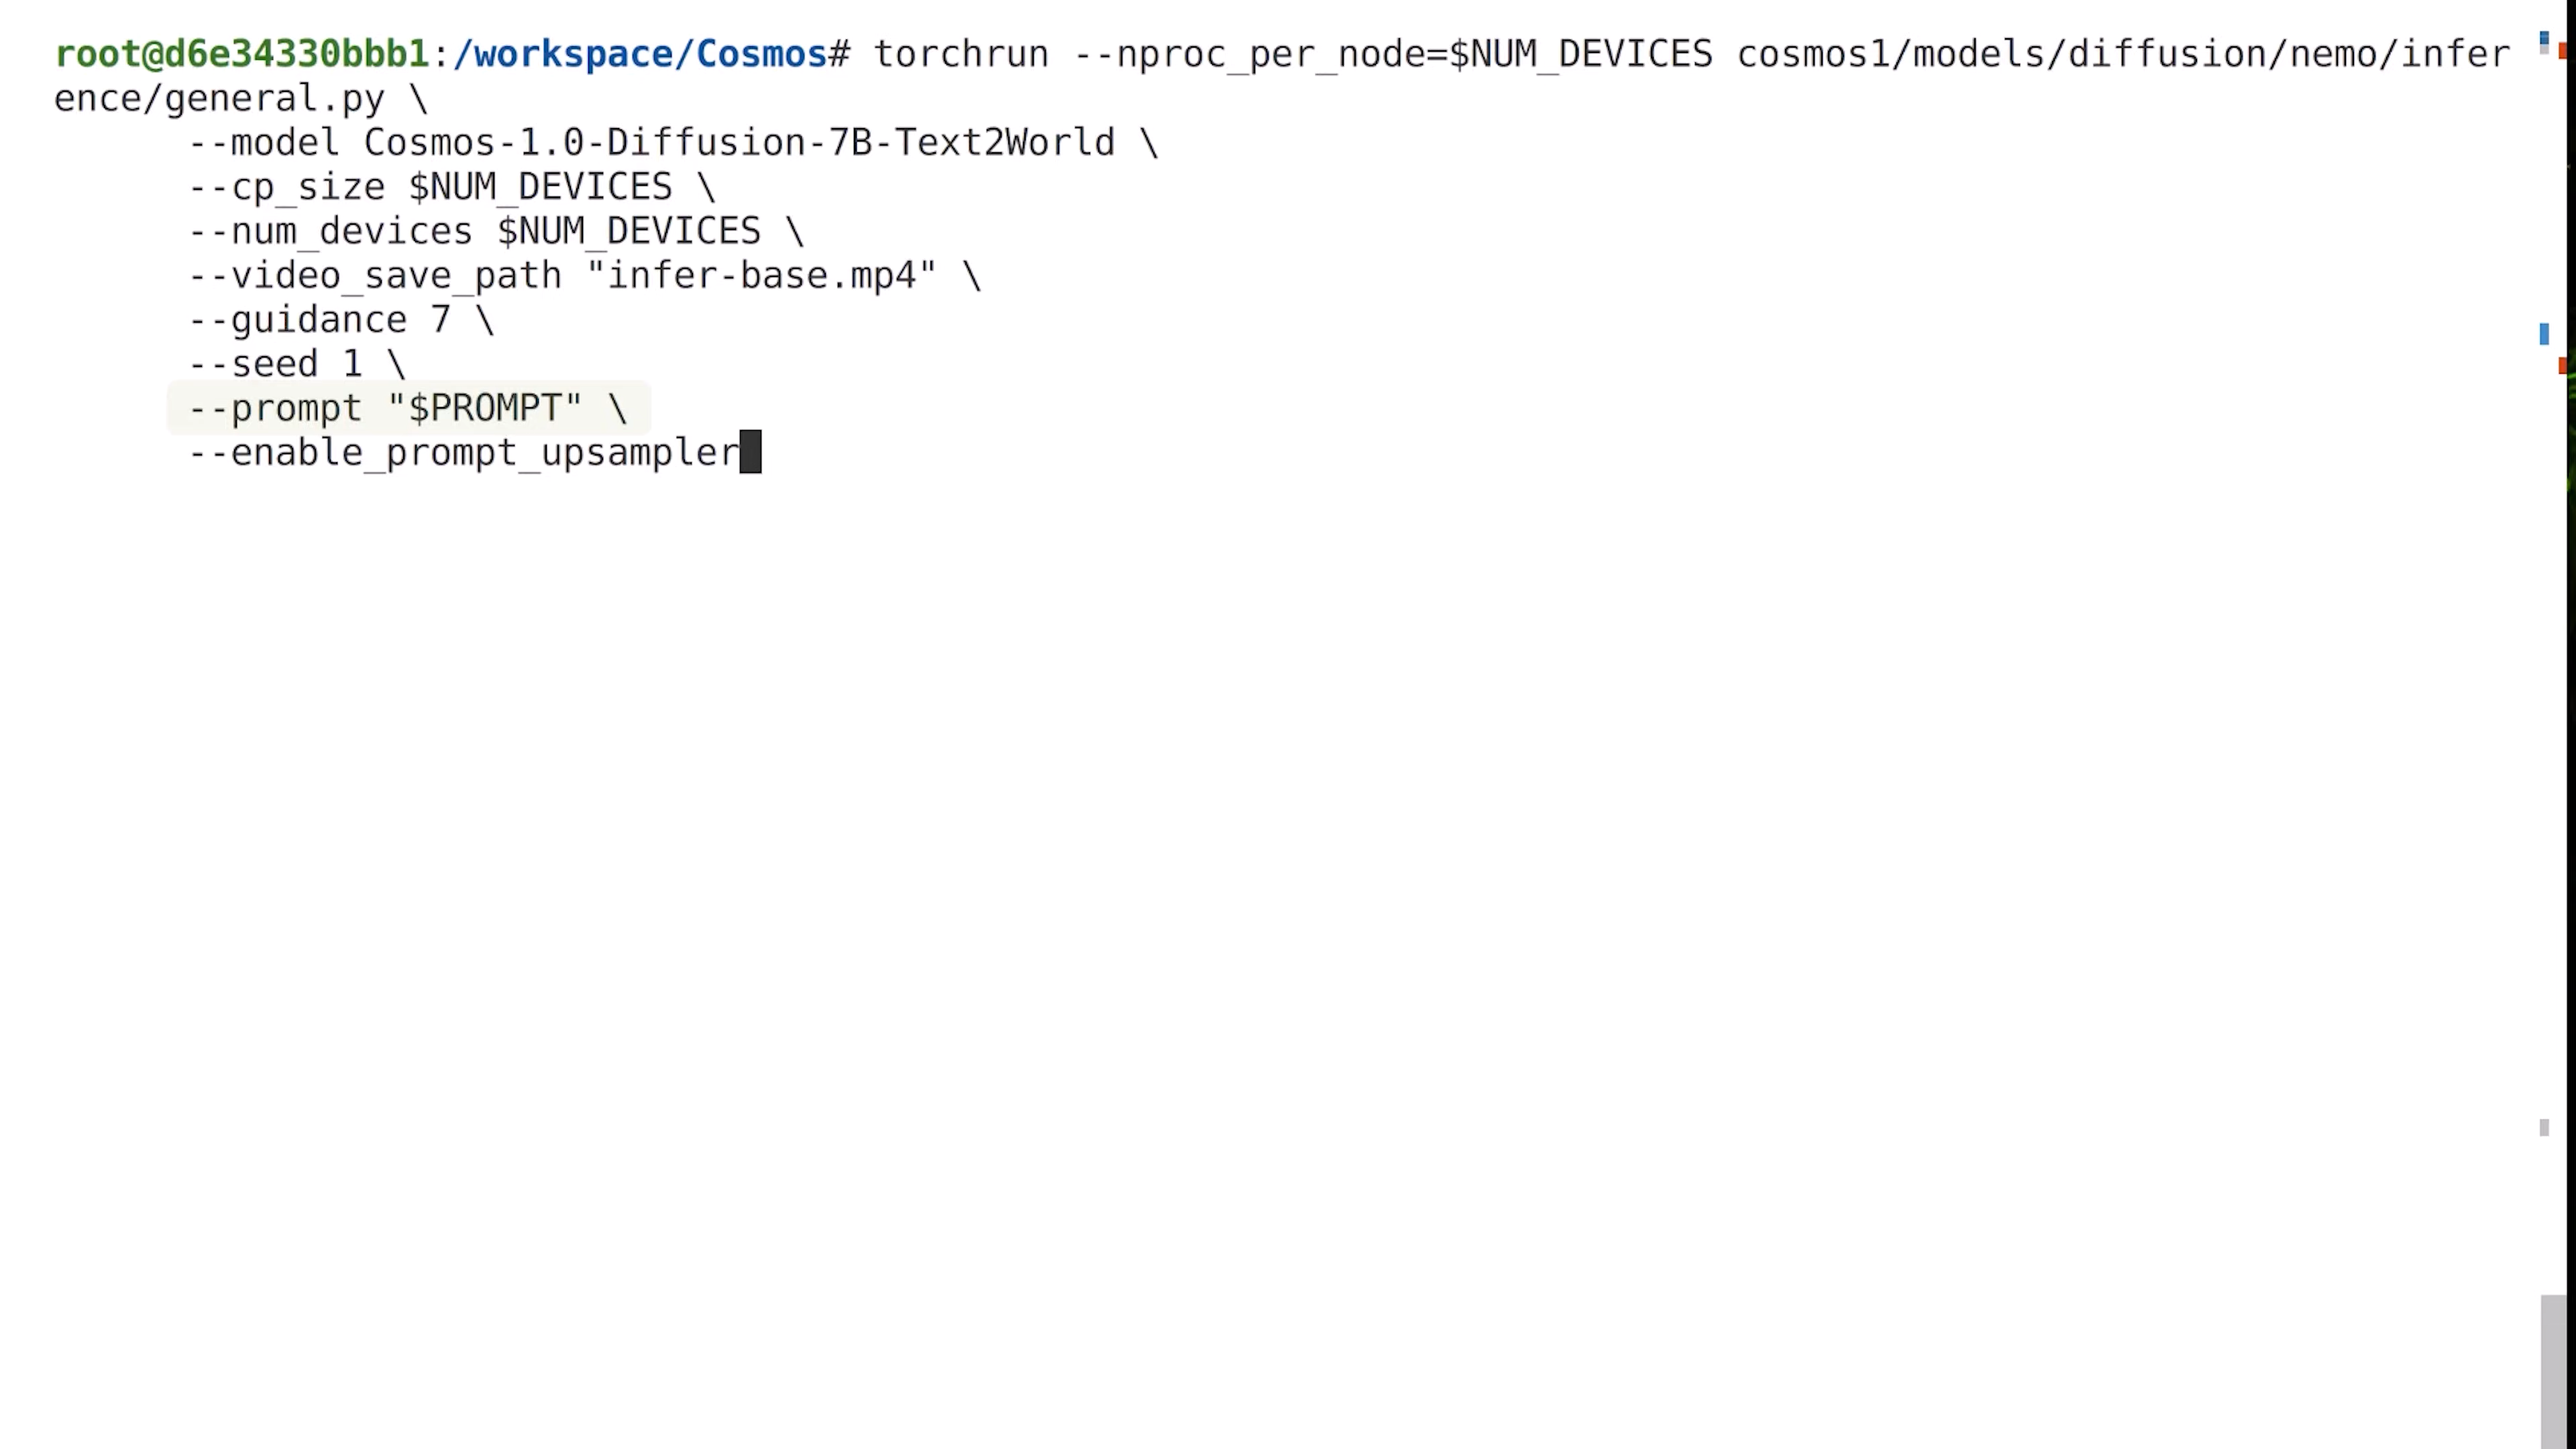 root@d6e34330bbb1:/workspace/Cosmos# torchrun --nproc_per_node=$NUM_DEVICES cosmos1/models/diffusion/nemo/infer
ence/general.py \
--model Cosmos-1.0-Diffusion-7B-Text2World \
--cp_size $NUM_DEVICES \
--num_devices $NUM_DEVICES \
--video_save_path "infer-base.mp4" \
--guidance 7 \
--seed 1 \
--prompt "$PROMPT" \
--enable_prompt_upsampler